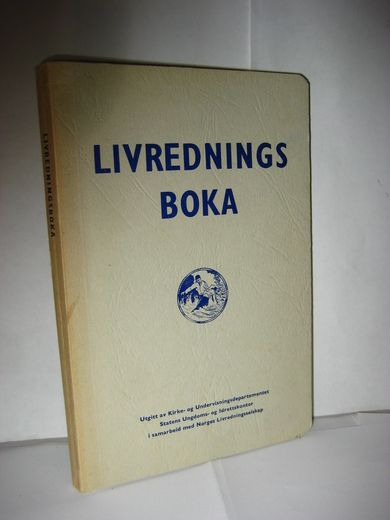 LIVREDNINGSBOKA
LIVREDNINGS
BOKA
Utgitt av Kirke- og Undervisningsdepartementet
Statens Ungdoms- og Idrettskontor
i samarbeid med Norges Livredningsselskap